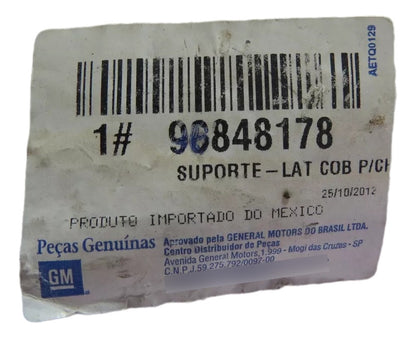 AETQ0129
1# 96848178
SUPORTE-LAT COB P/CH
25/10/2012
PRODUTO IMPORTADO DO MEXICO
Peças Genuínas
GM
Aprovado pela GENERAL MOTORS DO BRASIL LTDA.
Centro Distribuidor de Peças
Avenida General Motors, 1.999 - Mogi das Cruzes - SP
C.N.P.J.59.275.792/0097-00